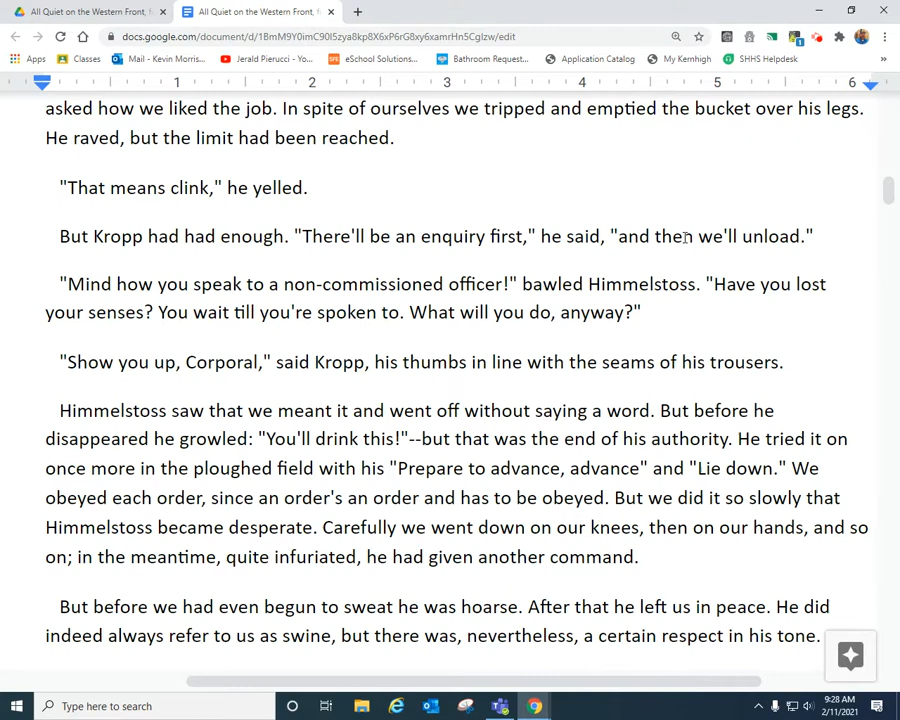 All Quiet on the Western Front, f
All Quiet on the Western Front, f
docs.google.com/document/d/1BmM9Y0imC90I5zya8kp8X6xP6rG8xy6xamrHn5Cglzw/edit
Apps Classes Mail - Kevin Morris... Jerald Pierucci - Yo... eSchool Solutions... Bathroom Request... Application Catalog My Kernhigh SHHS Helpdesk »
1 2 3 4 5 6
asked how we liked the job. In spite of ourselves we tripped and emptied the bucket over his legs.
He raved, but the limit had been reached.
"That means clink," he yelled.
But Kropp had had enough. "There'll be an enquiry first," he said, "and then we'll unload."
"Mind how you speak to a non-commissioned officer!" bawled Himmelstoss. "Have you lost
your senses? You wait till you're spoken to. What will you do, anyway?"
"Show you up, Corporal," said Kropp, his thumbs in line with the seams of his trousers.
Himmelstoss saw that we meant it and went off without saying a word. But before he
disappeared he growled: "You'll drink this!"--but that was the end of his authority. He tried it on
once more in the ploughed field with his "Prepare to advance, advance" and "Lie down." We
obeyed each order, since an order's an order and has to be obeyed. But we did it so slowly that
Himmelstoss became desperate. Carefully we went down on our knees, then on our hands, and so
on; in the meantime, quite infuriated, he had given another command.
But before we had even begun to sweat he was hoarse. After that he left us in peace. He did
indeed always refer to us as swine, but there was, nevertheless, a certain respect in his tone.
Type here to search
9:28 AM
2/11/2021